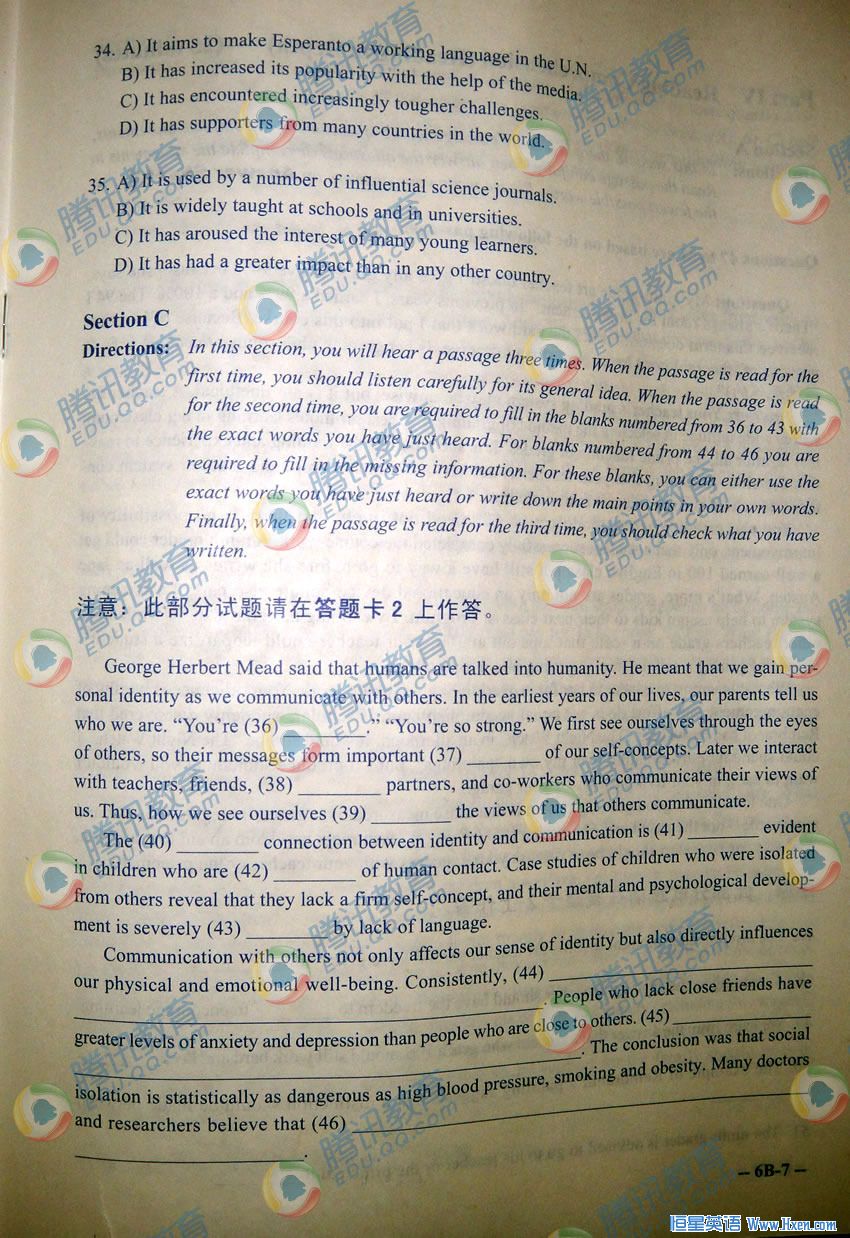 34. A) It aims to make Esperanto a working language in the U.N.
B) It has increased its popularity with the help of the media.
C) It has encountered increasingly tougher challenges.
D) It has supporters from many countries in the world.
35. A) It is used by a number of influential science journals.
B) It is widely taught at schools and in universities.
C) It has aroused the interest of many young learners.
D) It has had a greater impact than in any other country.
Section C
Directions: In this section, you will hear a passage three times. When the passage is read for the
first time, you should listen carefully for its general idea. When the passage is read
for the second time, you are required to fill in the blanks numbered from 36 to 43 with
the exact words you have just heard. For blanks numbered from 44 to 46 you are
required to fill in the missing information. For these blanks, you can either use the
exact words you have just heard or write down the main points in your own words.
Finally, when the passage is read for the third time, you should check what you have
written.
注意：此部分试题请在答题卡 2 上作答。
George Herbert Mead said that humans are talked into humanity. He meant that we gain per-
sonal identity as we communicate with others. In the earliest years of our lives, our parents tell us
who we are. “You're (36) ________.” “You're so strong.” We first see ourselves through the eyes
of others, so their messages form important (37) ________ of our self-concepts. Later we interact
with teachers, friends, (38) ________ partners, and co-workers who communicate their views of
us. Thus, how we see ourselves (39) ________ the views of us that others communicate.
The (40) ________ connection between identity and communication is (41) ________ evident
in children who are (42) ________ of human contact. Case studies of children who were isolated
from others reveal that they lack a firm self-concept, and their mental and psychological develop-
ment is severely (43) ________ by lack of language.
Communication with others not only affects our sense of identity but also directly influences
our physical and emotional well-being. Consistently, (44) ________
________. People who lack close friends have
greater levels of anxiety and depression than people who are close to others. (45) ________
________. The conclusion was that social
isolation is statistically as dangerous as high blood pressure, smoking and obesity. Many doctors
and researchers believe that (46) ________
________.
— 6B-7 —
腾讯教育
EDU.QQ.COM
恒星英语 Www.Hxen.com